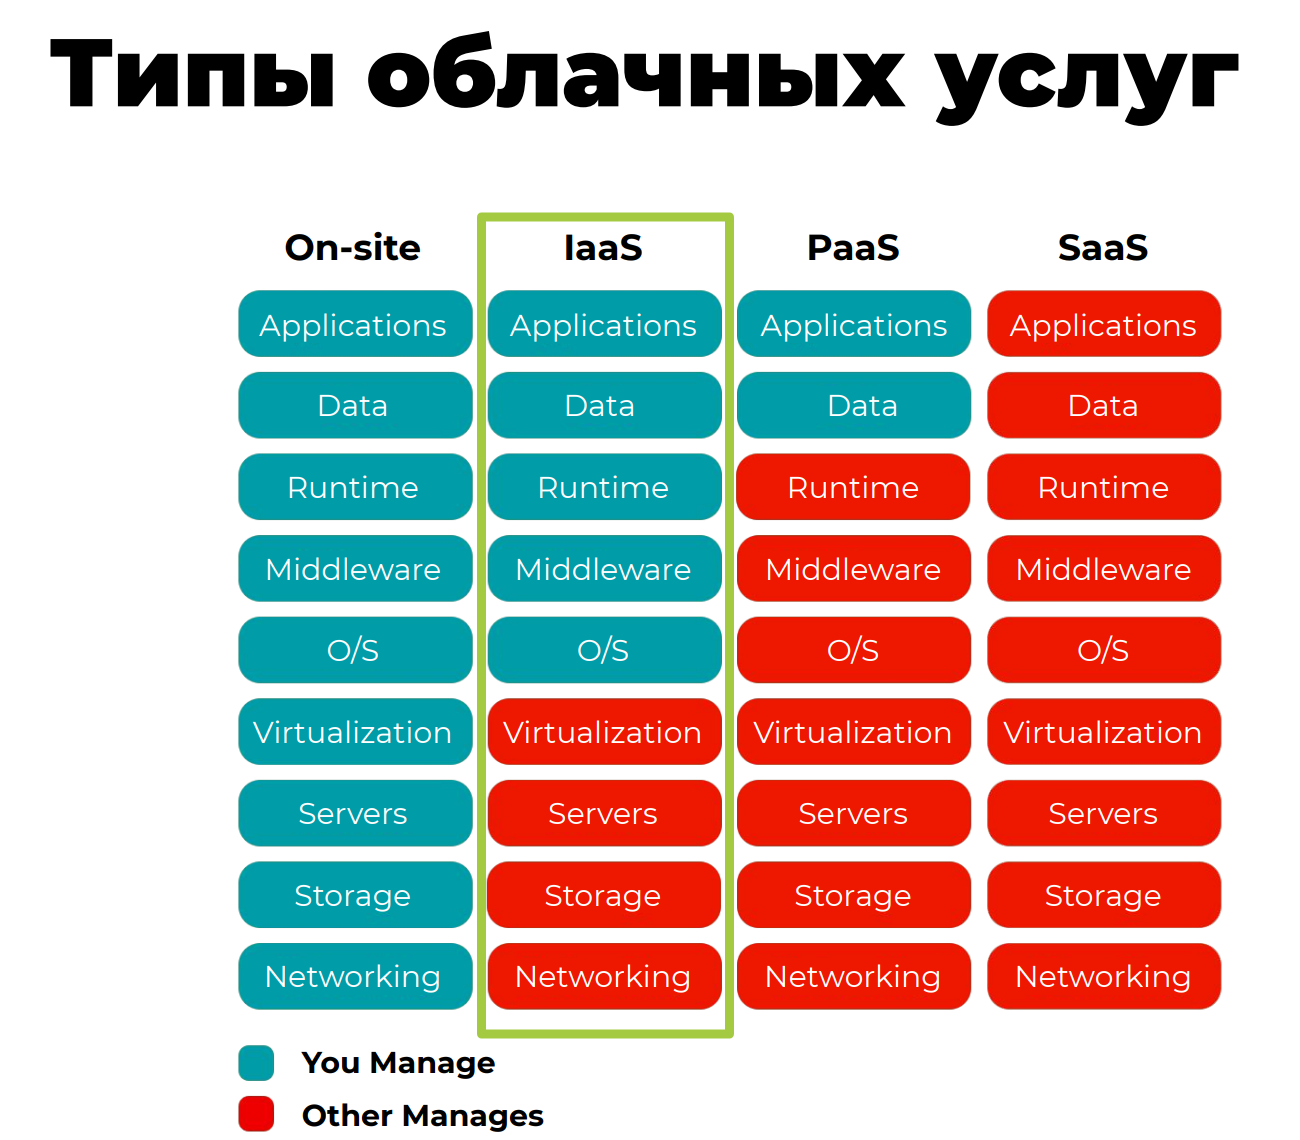 Типы облачных услуг
On-site IaaS PaaS SaaS
Applications Applications Applications Applications
Data Data Data Data
Runtime Runtime Runtime Runtime
Middleware Middleware Middleware Middleware
O/S O/S O/S O/S
Virtualization Virtualization Virtualization Virtualization
Servers Servers Servers Servers
Storage Storage Storage Storage
Networking Networking Networking Networking
You Manage
Other Manages